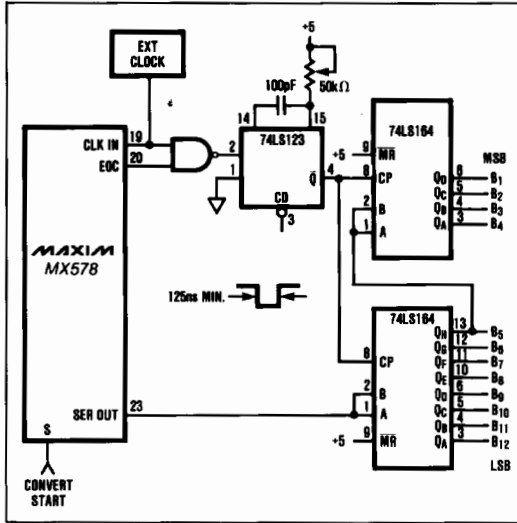 EXT
CLOCK
+5
100pF
50kΩ
14
15
74LS123
19
CLK IN
20
EOC
2
1
Q̅
4
CD
3
74LS164
+5
9
M̅R̅
8
CP
2
B
1
A
MSB
QD
6
B1
QC
5
B2
QB
4
B3
QA
3
B4
MAXIM
MX578
125ns MIN.
74LS164
8
CP
2
B
1
A
+5
9
M̅R̅
QH
13
B5
QG
12
B6
QF
11
B7
QE
10
B8
QD
6
B9
QC
5
B10
QB
4
B11
QA
3
B12
LSB
SER OUT
23
S
CONVERT
START